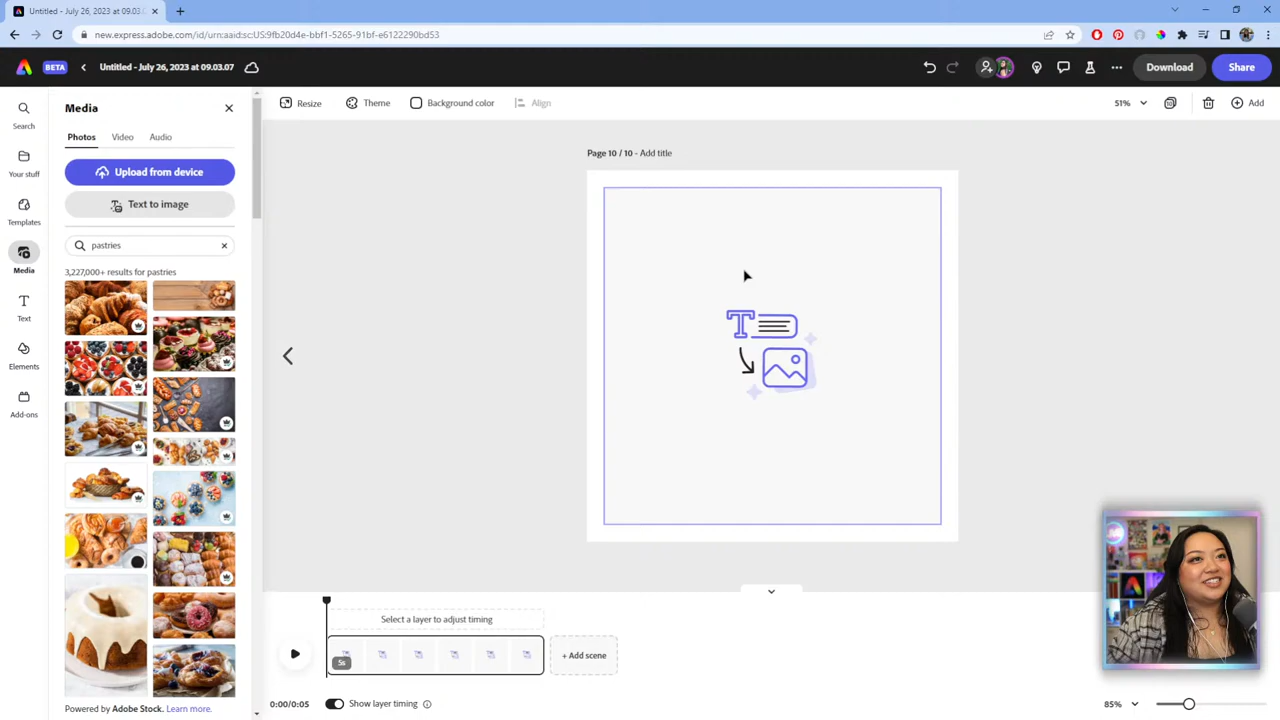 Untitled - July 26, 2023 at 09.03.07
new.express.adobe.com/id/urn:aaid:sc:US:9fb20d4e-bbf1-5265-91bf-e6122290bd53
BETA
Untitled - July 26, 2023 at 09.03.07
Download
Share
Search
Your stuff
Templates
Media
Text
Elements
Add-ons
Media
Photos
Video
Audio
Upload from device
Text to image
pastries
3,227,000+ results for pastries
Powered by Adobe Stock. Learn more.
Resize
Theme
Background color
Align
51%
Add
Page 10 / 10 - Add title
T
Select a layer to adjust timing
5s
+ Add scene
0:00/0:05
Show layer timing
85%